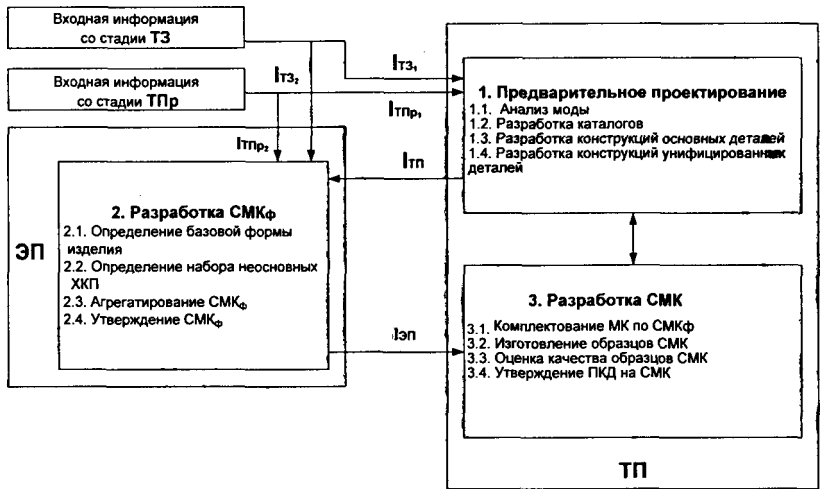 Входная информация
со стадии ТЗ
Входная информация
со стадии ТПр
IТЗ₂
IТЗ₁
IТПр₁
IТПр₂
IТП
1. Предварительное проектирование
1.1. Анализ моды
1.2. Разработка каталогов
1.3. Разработка конструкций основных деталей
1.4. Разработка конструкций унифицированных
деталей
ЭП
2. Разработка СМКф
2.1. Определение базовой формы
изделия
2.2. Определение набора неосновных
ХКП
2.3. Агрегатирование СМКф
2.4. Утверждение СМКф
IЭП
3. Разработка СМК
3.1. Комплектование МК по СМКф
3.2. Изготовление образцов СМК
3.3. Оценка качества образцов СМК
3.4. Утверждение ПКД на СМК
ТП